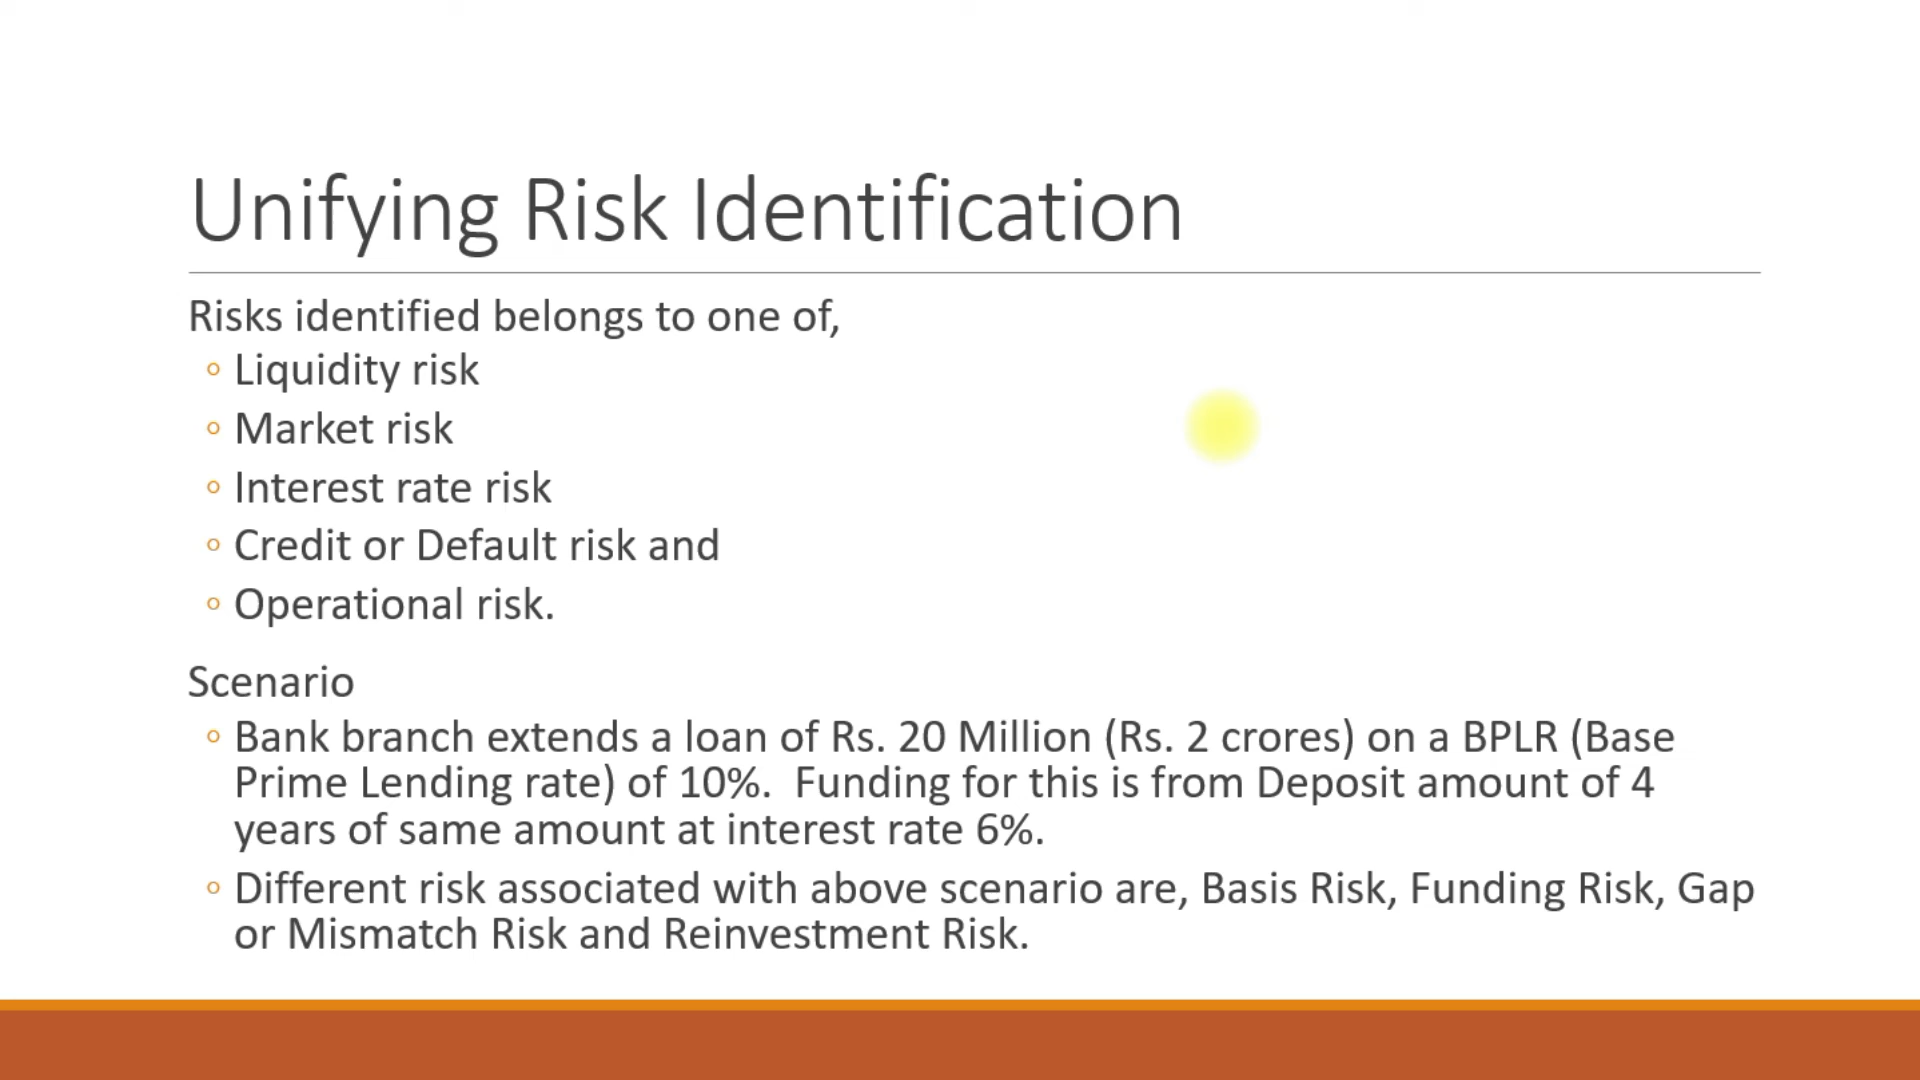 Unifying Risk Identification
Risks identified belongs to one of,
◦ Liquidity risk
◦ Market risk
◦ Interest rate risk
◦ Credit or Default risk and
◦ Operational risk.
Scenario
◦ Bank branch extends a loan of Rs. 20 Million (Rs. 2 crores) on a BPLR (Base
Prime Lending rate) of 10%.  Funding for this is from Deposit amount of 4
years of same amount at interest rate 6%.
◦ Different risk associated with above scenario are, Basis Risk, Funding Risk, Gap
or Mismatch Risk and Reinvestment Risk.